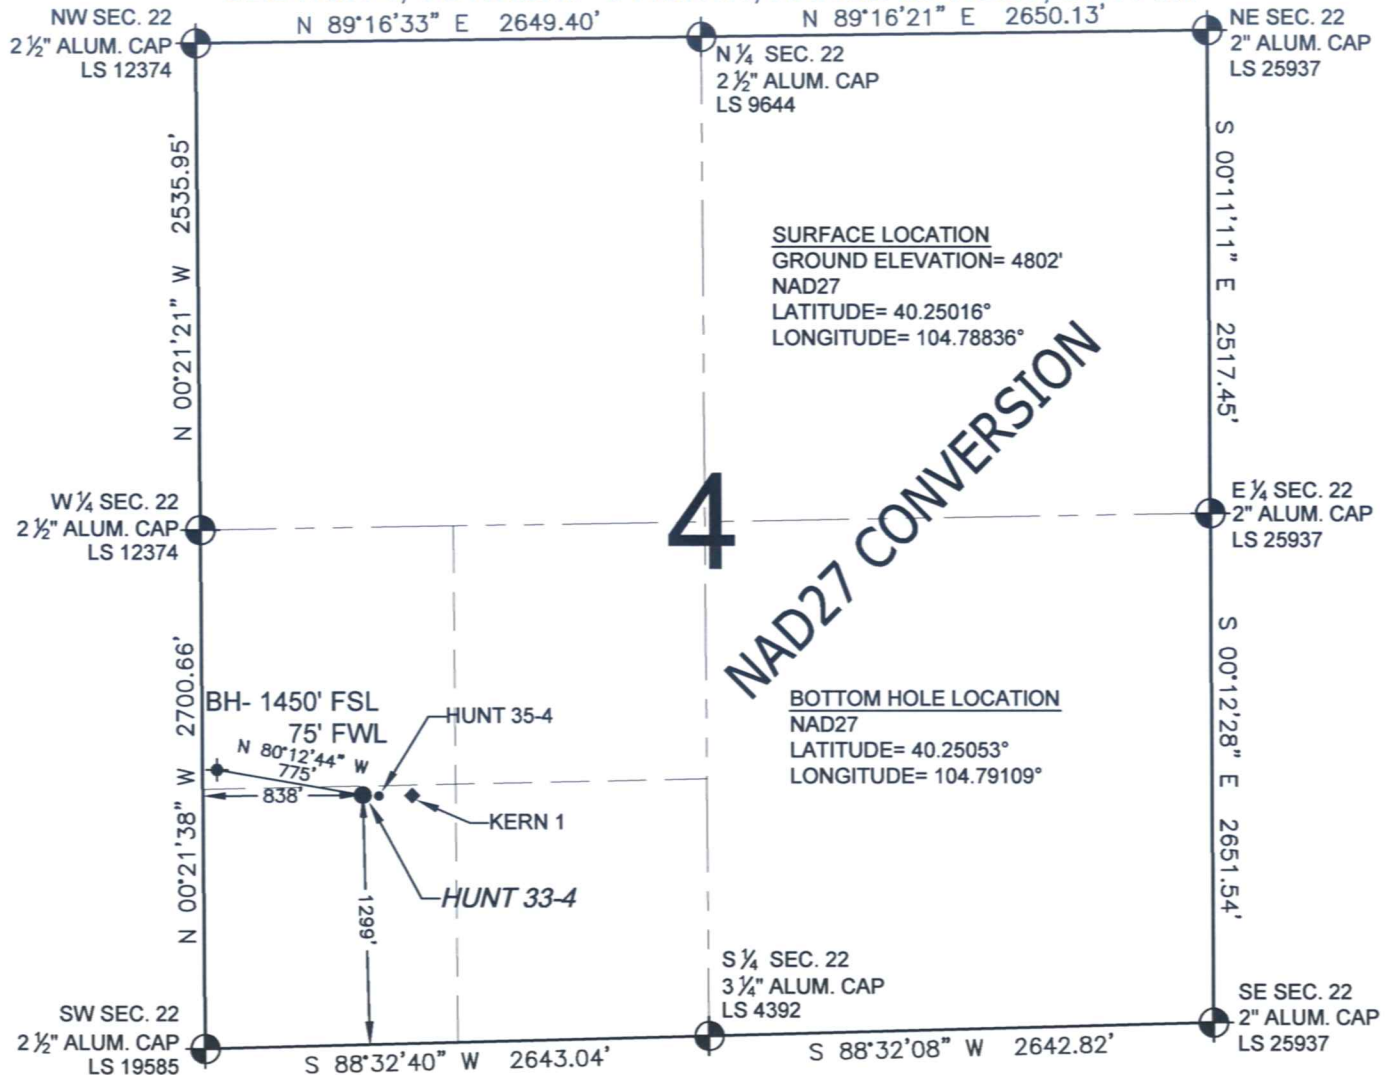 N 89°16'33" E 2649.40'
N 89°16'21" E 2650.13'
NW SEC. 22
2 ½" ALUM. CAP
LS 12374
N ¼ SEC. 22
2 ½" ALUM. CAP
LS 9644
NE SEC. 22
2" ALUM. CAP
LS 25937
N 00°21'21" W 2535.95'
S 00°11'11" E 2517.45'
SURFACE LOCATION
GROUND ELEVATION= 4802'
NAD27
LATITUDE= 40.25016°
LONGITUDE= 104.78836°
NAD27 CONVERSION
4
W ¼ SEC. 22
2 ½" ALUM. CAP
LS 12374
E ¼ SEC. 22
2" ALUM. CAP
LS 25937
N 00°21'38" W 2700.66'
S 00°12'28" E 2651.54'
BH- 1450' FSL
75' FWL
N 80°12'44" W
775'
838'
HUNT 35-4
KERN 1
HUNT 33-4
1299'
BOTTOM HOLE LOCATION
NAD27
LATITUDE= 40.25053°
LONGITUDE= 104.79109°
S ¼ SEC. 22
3 ¼" ALUM. CAP
LS 4392
SW SEC. 22
2 ½" ALUM. CAP
LS 19585
SE SEC. 22
2" ALUM. CAP
LS 25937
S 88°32'40" W 2643.04'
S 88°32'08" W 2642.82'